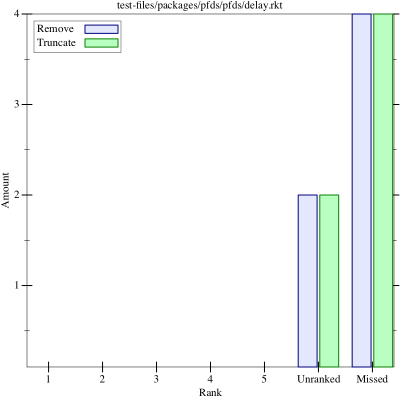 test-files/packages/pfds/pfds/delay.rkt
Remove
Truncate
4
3
2
1
Amount
1 2 3 4 5 Unranked Missed
Rank